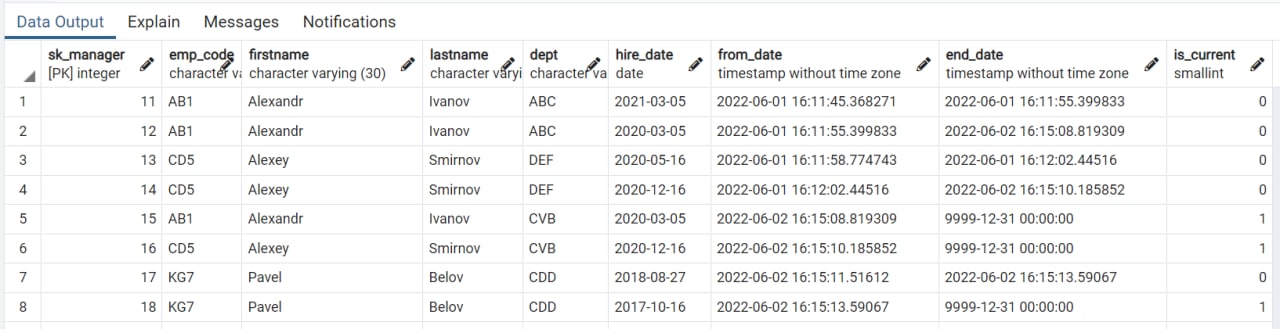 Data Output Explain Messages Notifications
sk_manager emp_code firstname lastname dept hire_date from_date end_date is_current
[PK] integer character va character varying (30) character varyi character va date timestamp without time zone timestamp without time zone smallint
1 11 AB1 Alexandr Ivanov ABC 2021-03-05 2022-06-01 16:11:45.368271 2022-06-01 16:11:55.399833 0
2 12 AB1 Alexandr Ivanov ABC 2020-03-05 2022-06-01 16:11:55.399833 2022-06-02 16:15:08.819309 0
3 13 CD5 Alexey Smirnov DEF 2020-05-16 2022-06-01 16:11:58.774743 2022-06-01 16:12:02.44516 0
4 14 CD5 Alexey Smirnov DEF 2020-12-16 2022-06-01 16:12:02.44516 2022-06-02 16:15:10.185852 0
5 15 AB1 Alexandr Ivanov CVB 2020-03-05 2022-06-02 16:15:08.819309 9999-12-31 00:00:00 1
6 16 CD5 Alexey Smirnov CVB 2020-12-16 2022-06-02 16:15:10.185852 9999-12-31 00:00:00 1
7 17 KG7 Pavel Belov CDD 2018-08-27 2022-06-02 16:15:11.51612 2022-06-02 16:15:13.59067 0
8 18 KG7 Pavel Belov CDD 2017-10-16 2022-06-02 16:15:13.59067 9999-12-31 00:00:00 1